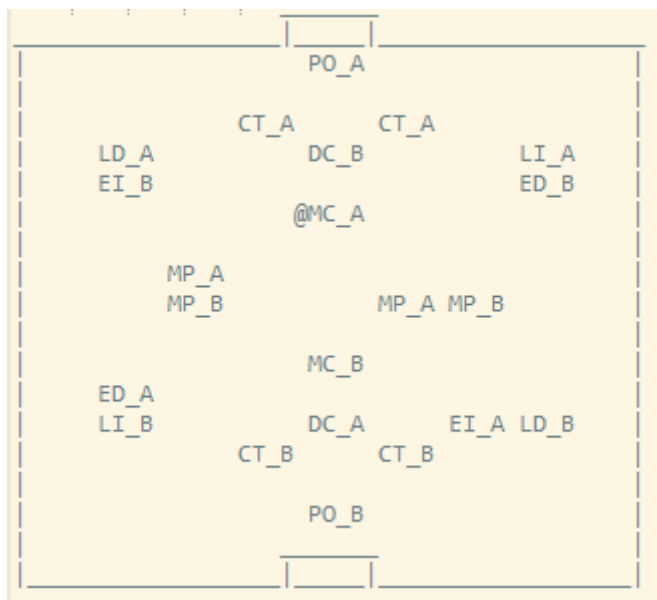 PO_A
CT_A CT_A
LD_A DC_B LI_A
EI_B ED_B
@MC_A
MP_A
MP_B MP_A MP_B
MC_B
ED_A
LI_B DC_A EI_A LD_B
CT_B CT_B
PO_B